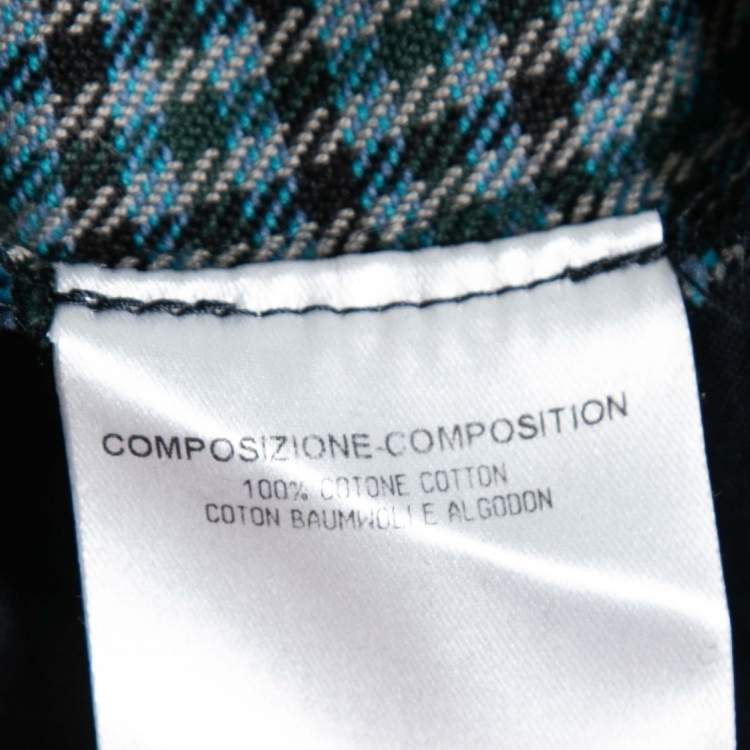 COMPOSIZIONE-COMPOSITION
100% COTONE COTTON
COTON BAUMWOLLE ALGODON